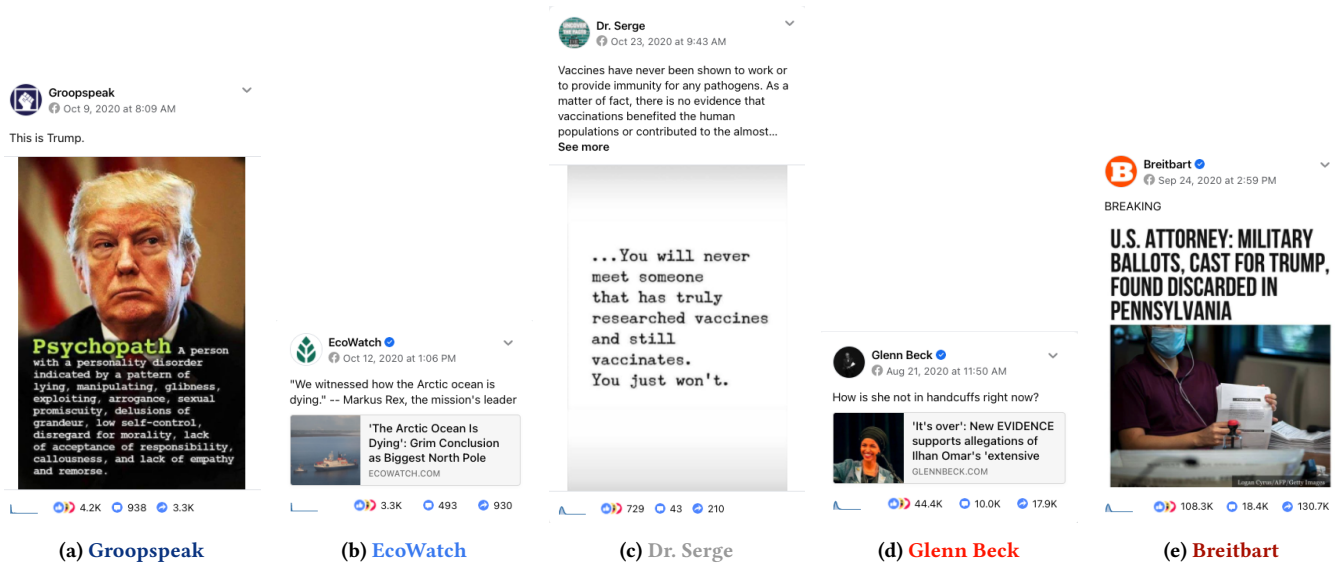 Groopspeak
Oct 9, 2020 at 8:09 AM
This is Trump.
Psychopath A person
with a personality disorder
indicated by a pattern of
lying, manipulating, glibness,
exploiting, arrogance, sexual
promiscuity, delusions of
grandeur, low self-control,
disregard for morality, lack
of acceptance of responsibility,
callousness, and lack of empathy
and remorse.
4.2K 938 3.3K
(a) Groopspeak
EcoWatch
Oct 12, 2020 at 1:06 PM
"We witnessed how the Arctic ocean is
dying." -- Markus Rex, the mission's leader
'The Arctic Ocean Is
Dying': Grim Conclusion
as Biggest North Pole
ECOWATCH.COM
3.3K 493 930
(b) EcoWatch
Dr. Serge
Oct 23, 2020 at 9:43 AM
Vaccines have never been shown to work or
to provide immunity for any pathogens. As a
matter of fact, there is no evidence that
vaccinations benefited the human
populations or contributed to the almost...
See more
...You will never
meet someone
that has truly
researched vaccines
and still
vaccinates.
You just won't.
729 43 210
(c) Dr. Serge
Glenn Beck
Aug 21, 2020 at 11:50 AM
How is she not in handcuffs right now?
'It's over': New EVIDENCE
supports allegations of
Ilhan Omar's 'extensive
GLENNBECK.COM
44.4K 10.0K 17.9K
(d) Glenn Beck
B
Breitbart
Sep 24, 2020 at 2:59 PM
BREAKING
U.S. ATTORNEY: MILITARY
BALLOTS, CAST FOR TRUMP,
FOUND DISCARDED IN
PENNSYLVANIA
Logan Cyrus/AFP/Getty Images
108.3K 18.4K 130.7K
(e) Breitbart